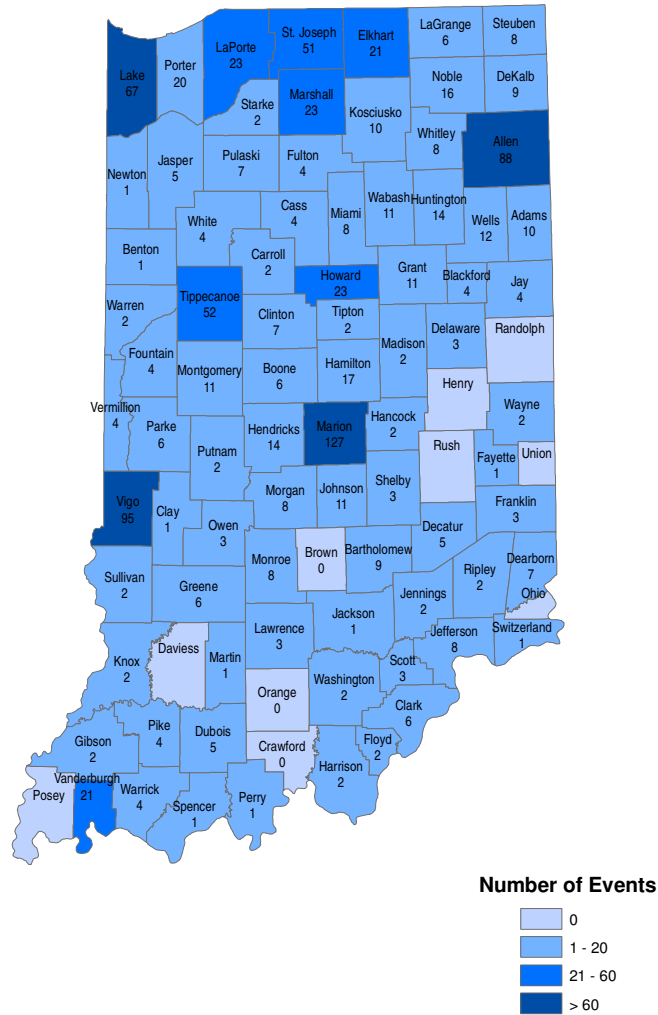 LaGrange
6
Steuben
8
St. Joseph
51
Elkhart
21
LaPorte
23
Porter
20
Lake
67
Noble
16
DeKalb
9
Marshall
23
Starke
2
Kosciusko
10
Whitley
8
Allen
88
Newton
1
Jasper
5
Pulaski
7
Fulton
4
Wabash
11
Huntington
14
Miami
8
Cass
4
White
4
Wells
12
Adams
10
Benton
1
Carroll
2
Howard
23
Grant
11
Blackford
4
Jay
4
Tippecanoe
52
Warren
2
Clinton
7
Tipton
2
Madison
2
Delaware
3
Randolph
Fountain
4
Montgomery
11
Boone
6
Hamilton
17
Henry
Vermillion
4
Parke
6
Putnam
2
Hendricks
14
Marion
127
Hancock
2
Wayne
2
Rush
Fayette
1
Union
Vigo
95
Clay
1
Owen
3
Morgan
8
Johnson
11
Shelby
3
Franklin
3
Decatur
5
Sullivan
2
Greene
6
Monroe
8
Brown
0
Bartholomew
9
Jennings
2
Ripley
2
Dearborn
7
Ohio
Jackson
1
Lawrence
3
Jefferson
8
Switzerland
1
Knox
2
Daviess
Martin
1
Orange
0
Washington
2
Scott
3
Clark
6
Gibson
2
Pike
4
Dubois
5
Crawford
0
Floyd
2
Harrison
2
Posey
Vanderburgh
21
Warrick
4
Spencer
1
Perry
1
Number of Events
0
1 - 20
21 - 60
> 60